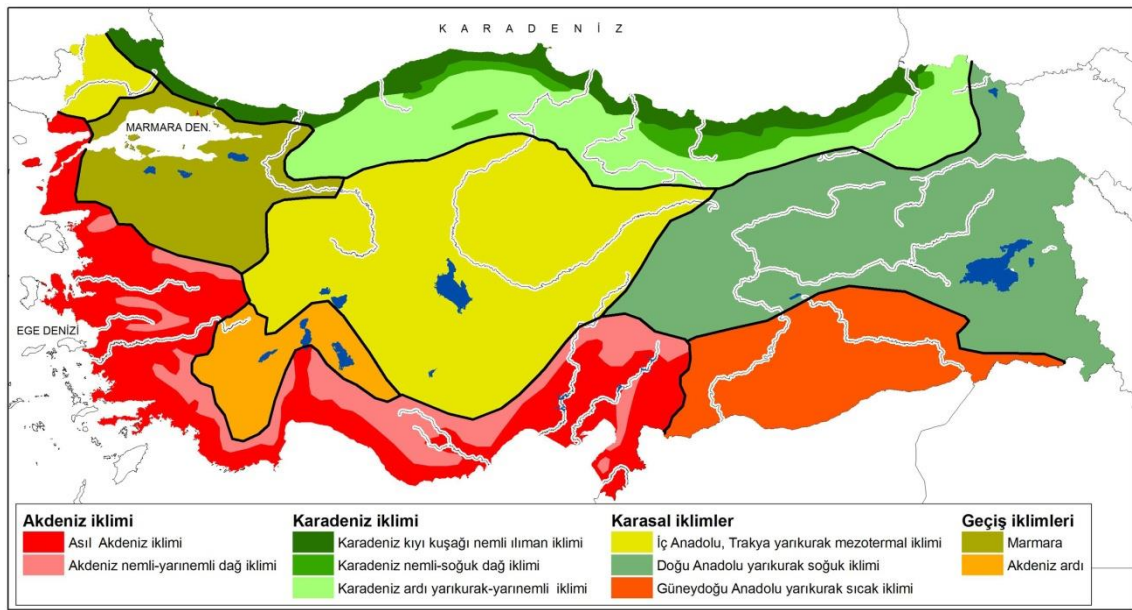 K A R A D E N İ Z
MARMARA DEN.
EGE DENİZİ
Akdeniz iklimi
Asıl Akdeniz iklimi
Akdeniz nemli-yarınemli dağ iklimi
Karadeniz iklimi
Karadeniz kıyı kuşağı nemli ılıman iklimi
Karadeniz nemli-soğuk dağ iklimi
Karadeniz ardı yarıkurak-yarınemli iklimi
Karasal iklimler
İç Anadolu, Trakya yarıkurak mezotermal iklimi
Doğu Anadolu yarıkurak soğuk iklimi
Güneydoğu Anadolu yarıkurak sıcak iklimi
Geçiş iklimleri
Marmara
Akdeniz ardı